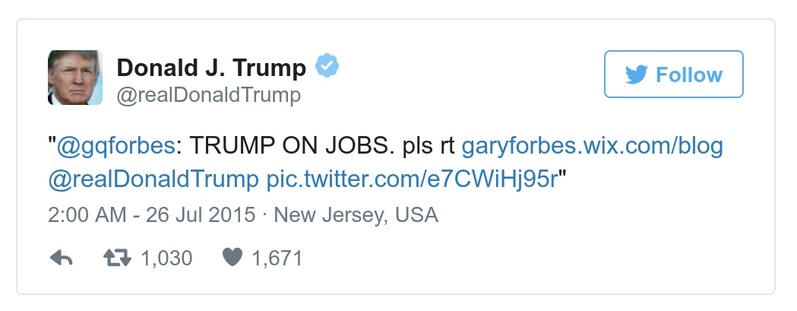 Donald J. Trump
@realDonaldTrump
Follow
"@gqforbes: TRUMP ON JOBS. pls rt garyforbes.wix.com/blog
@realDonaldTrump pic.twitter.com/e7CWiHj95r"
2:00 AM - 26 Jul 2015 · New Jersey, USA
1,030 1,671